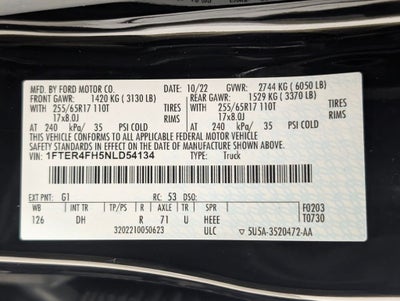 MFD. BY FORD MOTOR CO.
DATE: 10/22 GVWR: 2744 KG ( 6050 LB)
FRONT GAWR: 1420 KG ( 3130 LB) REAR GAWR: 1529 KG ( 3370 LB)
WITH 255/65R17 110T TIRES WITH 255/65R17 110T TIRES
17x8.0J RIMS 17x8.0J RIMS
AT 240 kPa/ 35 PSI COLD AT 240 kPa/ 35 PSI COLD
THIS VEHICLE CONFORMS TO ALL APPLICABLE FEDERAL MOTOR VEHICLE
SAFETY AND THEFT PREVENTION STANDARDS IN EFFECT ON THE
DATE OF MANUFACTURE SHOWN ABOVE.
VIN: 1FTER4FH5NLD54134 TYPE: Truck
EXT PNT: G1 RC: 53 DSO:
WB INT TR TP/PS R AXLE TR SPR F0203
126 DH R 71 U HEEE T0730
3202210050623 ULC 5U5A-3520472-AA